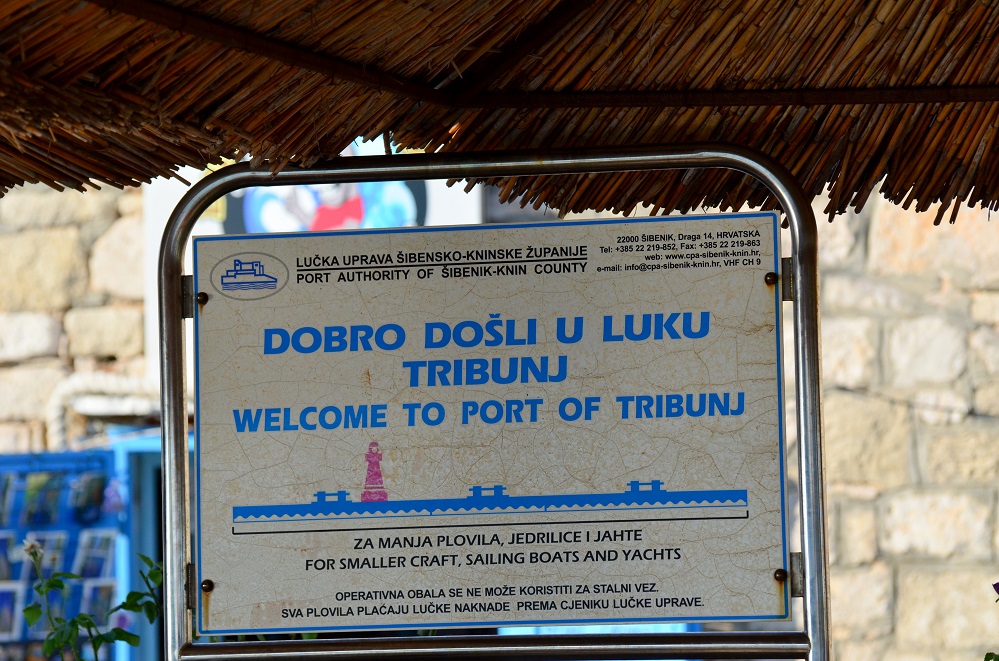 LUČKA UPRAVA ŠIBENSKO-KNINSKE ŽUPANIJE
PORT AUTHORITY OF ŠIBENIK-KNIN COUNTY
22000 ŠIBENIK, Draga 14, HRVATSKA
Tel: +385 22 219-852, Fax: +385 22 219-863
web: www.cpa-sibenik-knin.hr
e-mail: info@cpa-sibenik-knin.hr, VHF CH 9
DOBRO DOŠLI U LUKU
TRIBUNJ
WELCOME TO PORT OF TRIBUNJ
ZA MANJA PLOVILA, JEDRILICE I JAHTE
FOR SMALLER CRAFT, SAILING BOATS AND YACHTS
OPERATIVNA OBALA SE NE MOŽE KORISTITI ZA STALNI VEZ.
SVA PLOVILA PLAĆAJU LUČKE NAKNADE PREMA CJENIKU LUČKE UPRAVE.